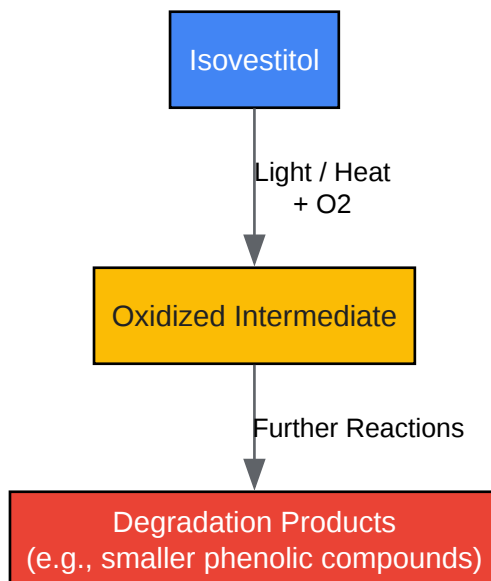 Isovestitol
Light / Heat
+ O2
Oxidized Intermediate
Further Reactions
Degradation Products
(e.g., smaller phenolic compounds)